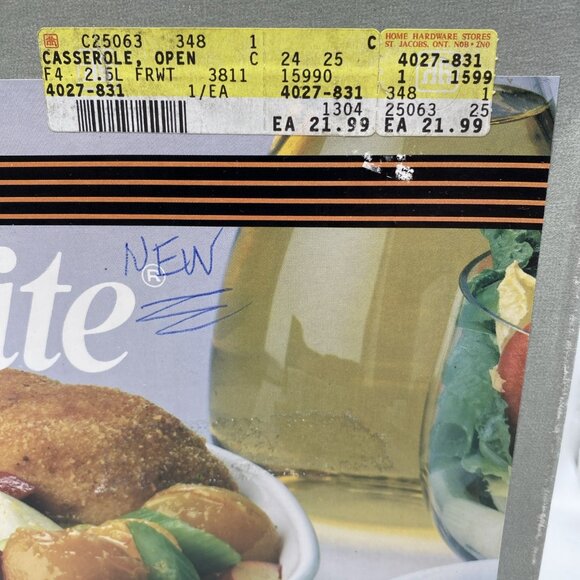 C25063 348 1 C
CASSEROLE, OPEN C 24 25
F4 2.5L FRWT 3811 15990
4027-831 1/EA 4027-831
1304
EA 21.99
HOME HARDWARE STORES
ST. JACOBS, ONT. N0B·2N0
4027-831
1 1599
348 1
25063 25
EA 21.99
NEW
ite®